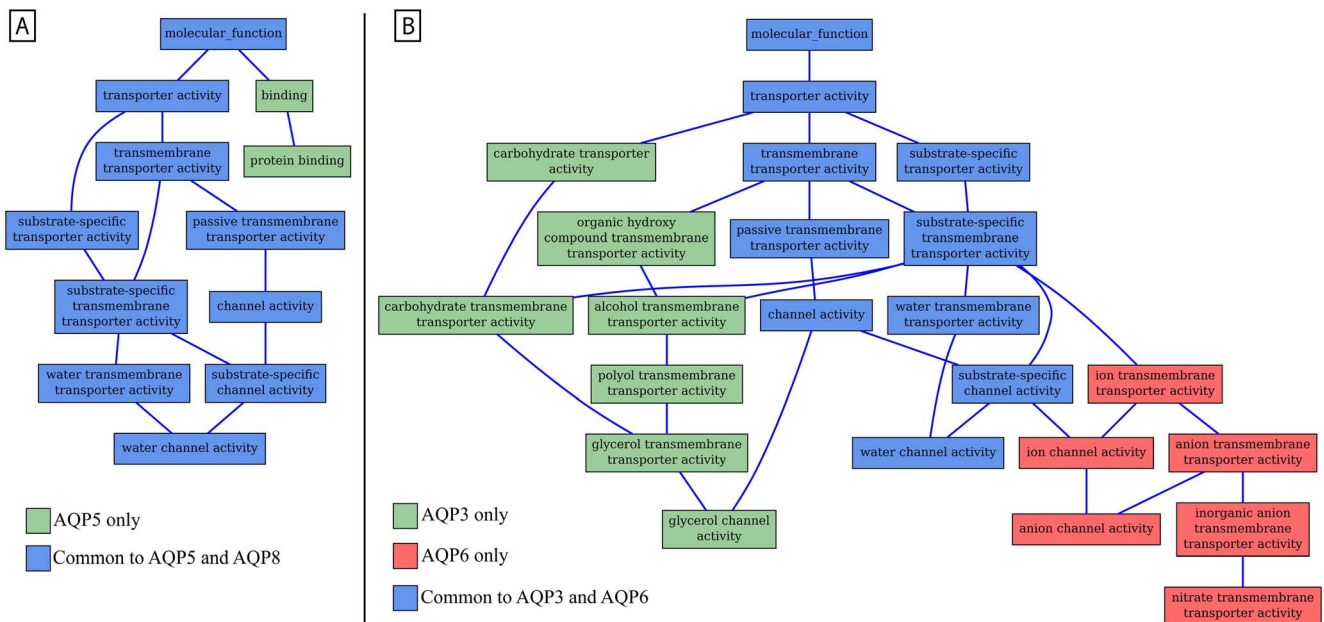 A
molecular_function
transporter activity
binding
transmembrane
transporter activity
protein binding
substrate-specific
transporter activity
passive transmembrane
transporter activity
substrate-specific
transmembrane
transporter activity
channel activity
water transmembrane
transporter activity
substrate-specific
channel activity
water channel activity
AQP5 only
Common to AQP5 and AQP8
B
molecular_function
transporter activity
carbohydrate transporter
activity
transmembrane
transporter activity
substrate-specific
transporter activity
organic hydroxy
compound transmembrane
transporter activity
passive transmembrane
transporter activity
substrate-specific
transmembrane
transporter activity
carbohydrate transmembrane
transporter activity
alcohol transmembrane
transporter activity
channel activity
water transmembrane
transporter activity
polyol transmembrane
transporter activity
substrate-specific
channel activity
ion transmembrane
transporter activity
glycerol transmembrane
transporter activity
water channel activity
ion channel activity
anion transmembrane
transporter activity
glycerol channel
activity
anion channel activity
inorganic anion
transmembrane
transporter activity
nitrate transmembrane
transporter activity
AQP3 only
AQP6 only
Common to AQP3 and AQP6